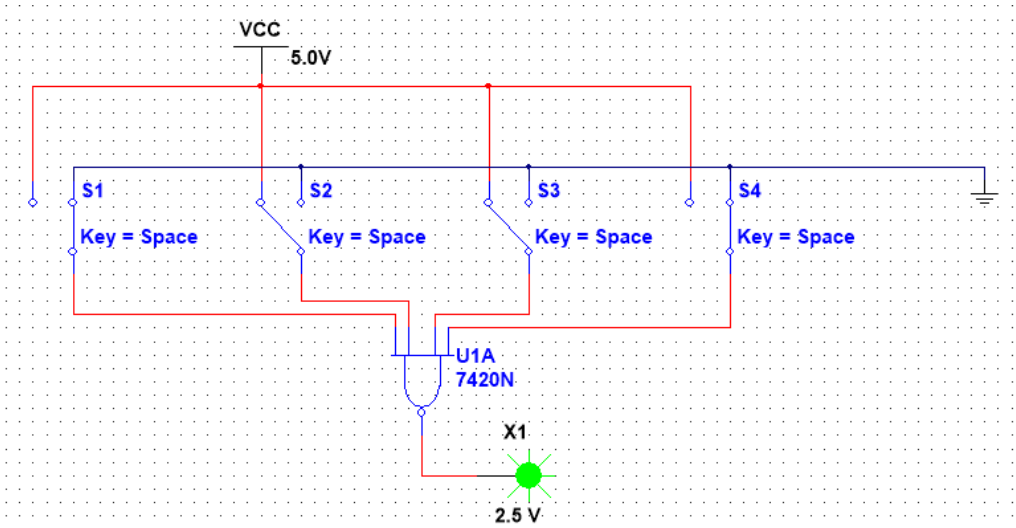 VCC
5.0V
S1
S2
S3
S4
Key = Space
Key = Space
Key = Space
Key = Space
U1A
7420N
X1
2.5 V